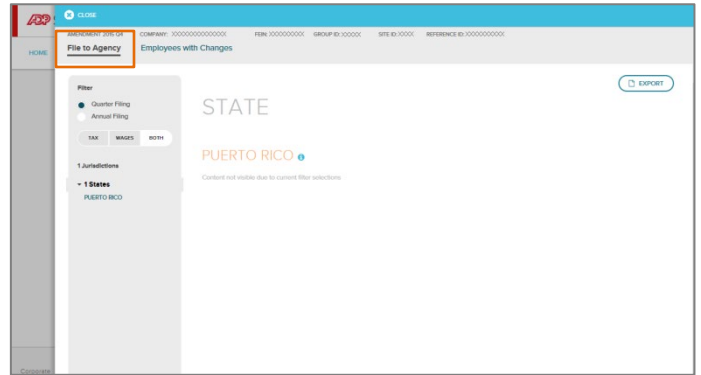 ADP
CLOSE
AMENDMENT 2015-Q4 COMPANY: XXXXXXXXXXXXXX FEIN: XXXXXXXXX GROUP ID: XXXXX SITE ID: XXXX REFERENCE ID: XXXXXXXXXXX
HOME
File to Agency Employees with Changes
EXPORT
Filter
Quarter Filing
Annual Filing
TAX WAGES BOTH
1 Jurisdictions
1 States
PUERTO RICO
STATE
PUERTO RICO
Content not visible due to current filter selections
Corporate